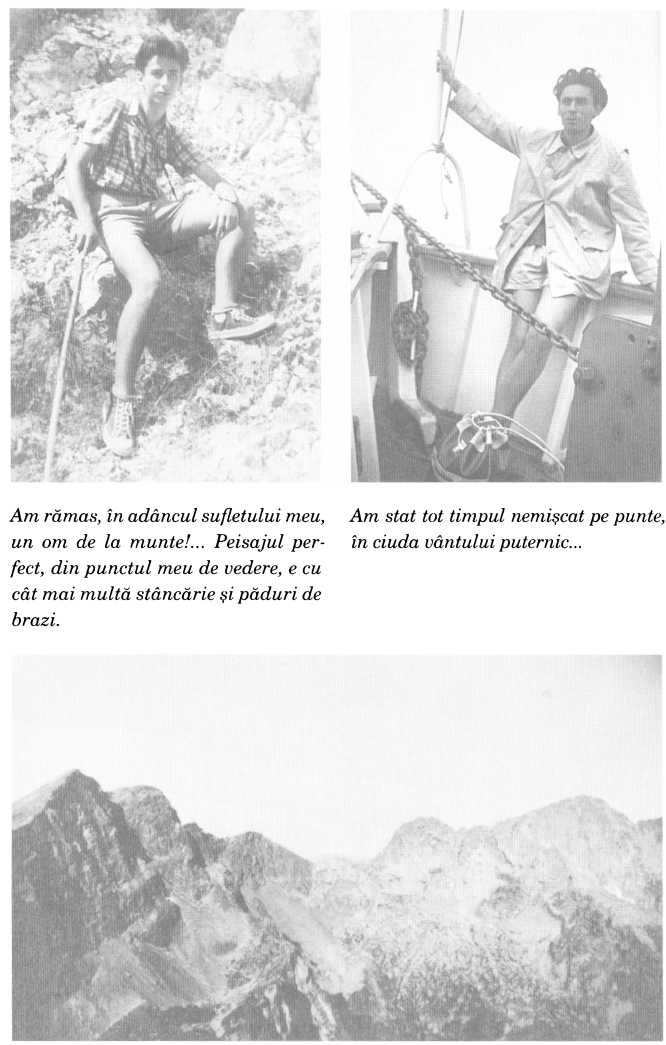 Am rămas, în adâncul sufletului meu,
un om de la munte!... Peisajul per-
fect, din punctul meu de vedere, e cu
cât mai multă stâncărie și păduri de
brazi.
Am stat tot timpul nemișcat pe punte,
în ciuda vântului puternic...